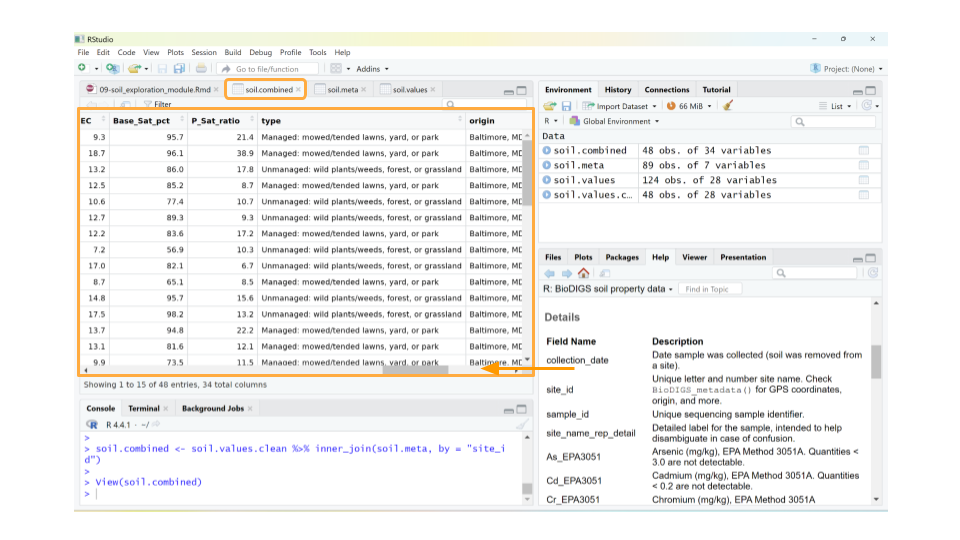 RStudio
File Edit Code View Plots Session Build Debug Profile Tools Help
Go to file/function Addins Project: (None)
09-soil_exploration_module.Rmd soil.combined soil.meta soil.values
Filter
EC Base_Sat_pct P_Sat_ratio type origin
9.3 95.7 21.4 Managed: mowed/tended lawns, yard, or park Baltimore, MD
18.7 96.1 38.9 Managed: mowed/tended lawns, yard, or park Baltimore, MD
13.2 86.0 17.8 Unmanaged: wild plants/weeds, forest, or grassland Baltimore, MD
12.5 85.2 8.7 Managed: mowed/tended lawns, yard, or park Baltimore, MD
10.6 77.4 10.7 Unmanaged: wild plants/weeds, forest, or grassland Baltimore, MD
12.7 89.3 9.3 Unmanaged: wild plants/weeds, forest, or grassland Baltimore, MD
12.2 83.6 17.2 Managed: mowed/tended lawns, yard, or park Baltimore, MD
7.2 56.9 10.3 Unmanaged: wild plants/weeds, forest, or grassland Baltimore, MD
17.0 82.1 6.7 Unmanaged: wild plants/weeds, forest, or grassland Baltimore, MD
8.7 65.1 8.5 Managed: mowed/tended lawns, yard, or park Baltimore, MD
14.8 95.7 15.6 Unmanaged: wild plants/weeds, forest, or grassland Baltimore, MD
17.5 98.2 13.2 Unmanaged: wild plants/weeds, forest, or grassland Baltimore, MD
13.7 94.8 22.2 Managed: mowed/tended lawns, yard, or park Baltimore, MD
13.1 81.6 12.1 Managed: mowed/tended lawns, yard, or park Baltimore, MD
9.9 73.5 11.5 Managed: mowed/tended lawns, yard, or park Baltimore, MD
Showing 1 to 15 of 48 entries, 34 total columns
Console Terminal Background Jobs
R 4.4.1 · ~/
>
> soil.combined <- soil.values.clean %>% inner_join(soil.meta, by = "site_i
d")
>
> View(soil.combined)
>
Environment History Connections Tutorial
Import Dataset 66 MiB List
R Global Environment
Data
soil.combined 48 obs. of 34 variables
soil.meta 89 obs. of 7 variables
soil.values 124 obs. of 28 variables
soil.values.c… 48 obs. of 28 variables
Files Plots Packages Help Viewer Presentation
R: BioDIGS soil property data Find in Topic
Details
Field Name Description
collection_date Date sample was collected (soil was removed from
a site).
site_id Unique letter and number site name. Check
BioDIGS_metadata() for GPS coordinates,
origin, and more.
sample_id Unique sequencing sample identifier.
site_name_rep_detail Detailed label for the sample, intended to help
disambiguate in case of confusion.
As_EPA3051 Arsenic (mg/kg), EPA Method 3051A. Quantities <
3.0 are not detectable.
Cd_EPA3051 Cadmium (mg/kg), EPA Method 3051A. Quantities
< 0.2 are not detectable.
Cr_EPA3051 Chromium (mg/kg), EPA Method 3051A